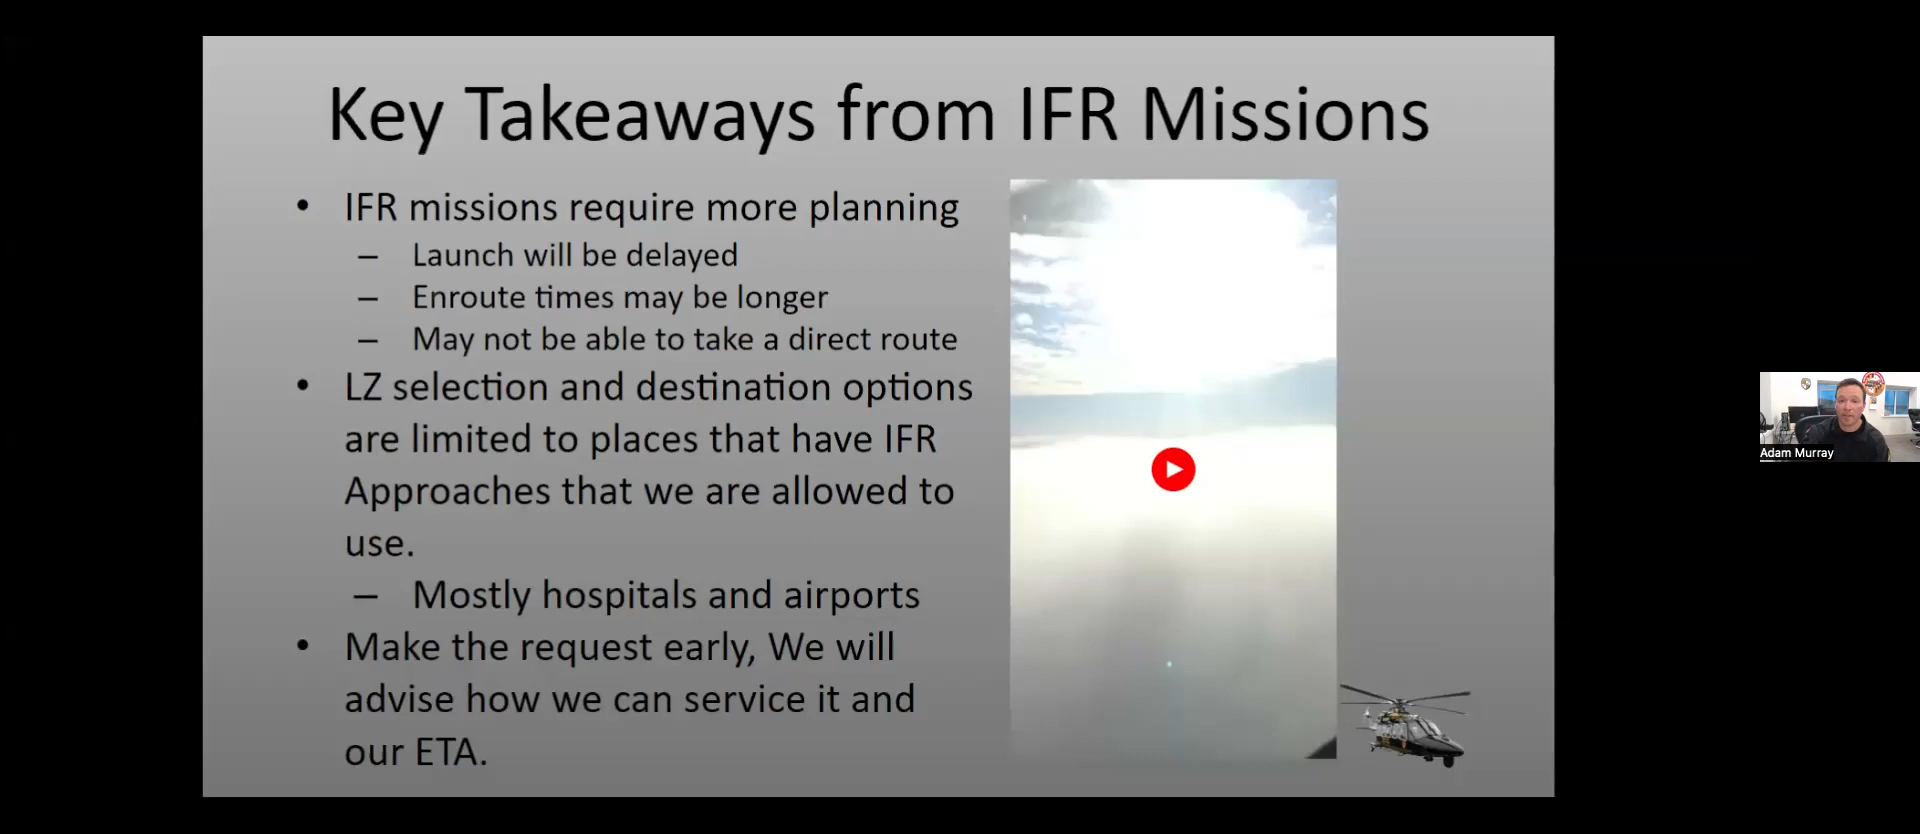 Key Takeaways from IFR Missions
• IFR missions require more planning
– Launch will be delayed
– Enroute times may be longer
– May not be able to take a direct route
• LZ selection and destination options
are limited to places that have IFR
Approaches that we are allowed to
use.
– Mostly hospitals and airports
• Make the request early, We will
advise how we can service it and
our ETA.
Adam Murray